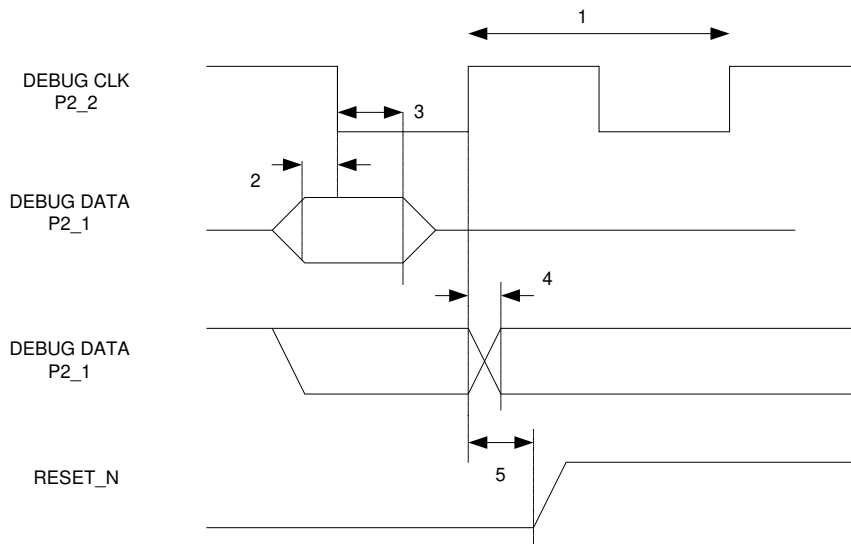 1
DEBUG CLK
P2_2
3
2
DEBUG DATA
P2_1
4
DEBUG DATA
P2_1
5
RESET_N